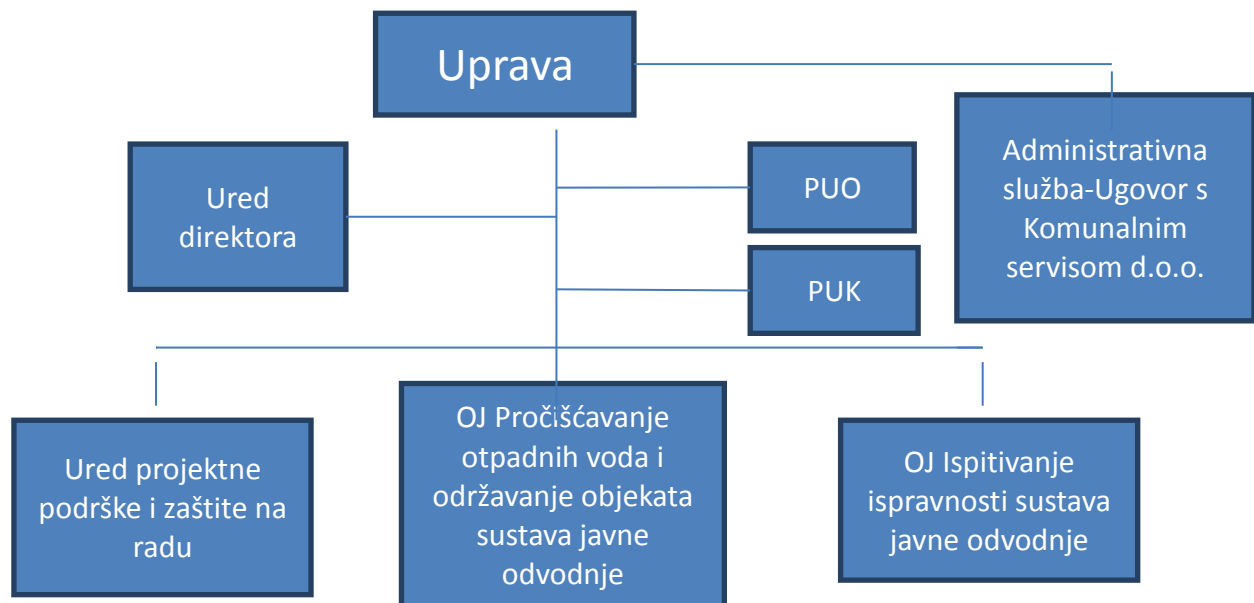 Uprava
Ured
direktora
PUO
PUK
Administrativna
služba-Ugovor s
Komunalnim
servisom d.o.o.
Ured projektne
podrške i zaštite na
radu
OJ Pročišćavanje
otpadnih voda i
održavanje objekata
sustava javne
odvodnje
OJ Ispitivanje
ispravnosti sustava
javne odvodnje